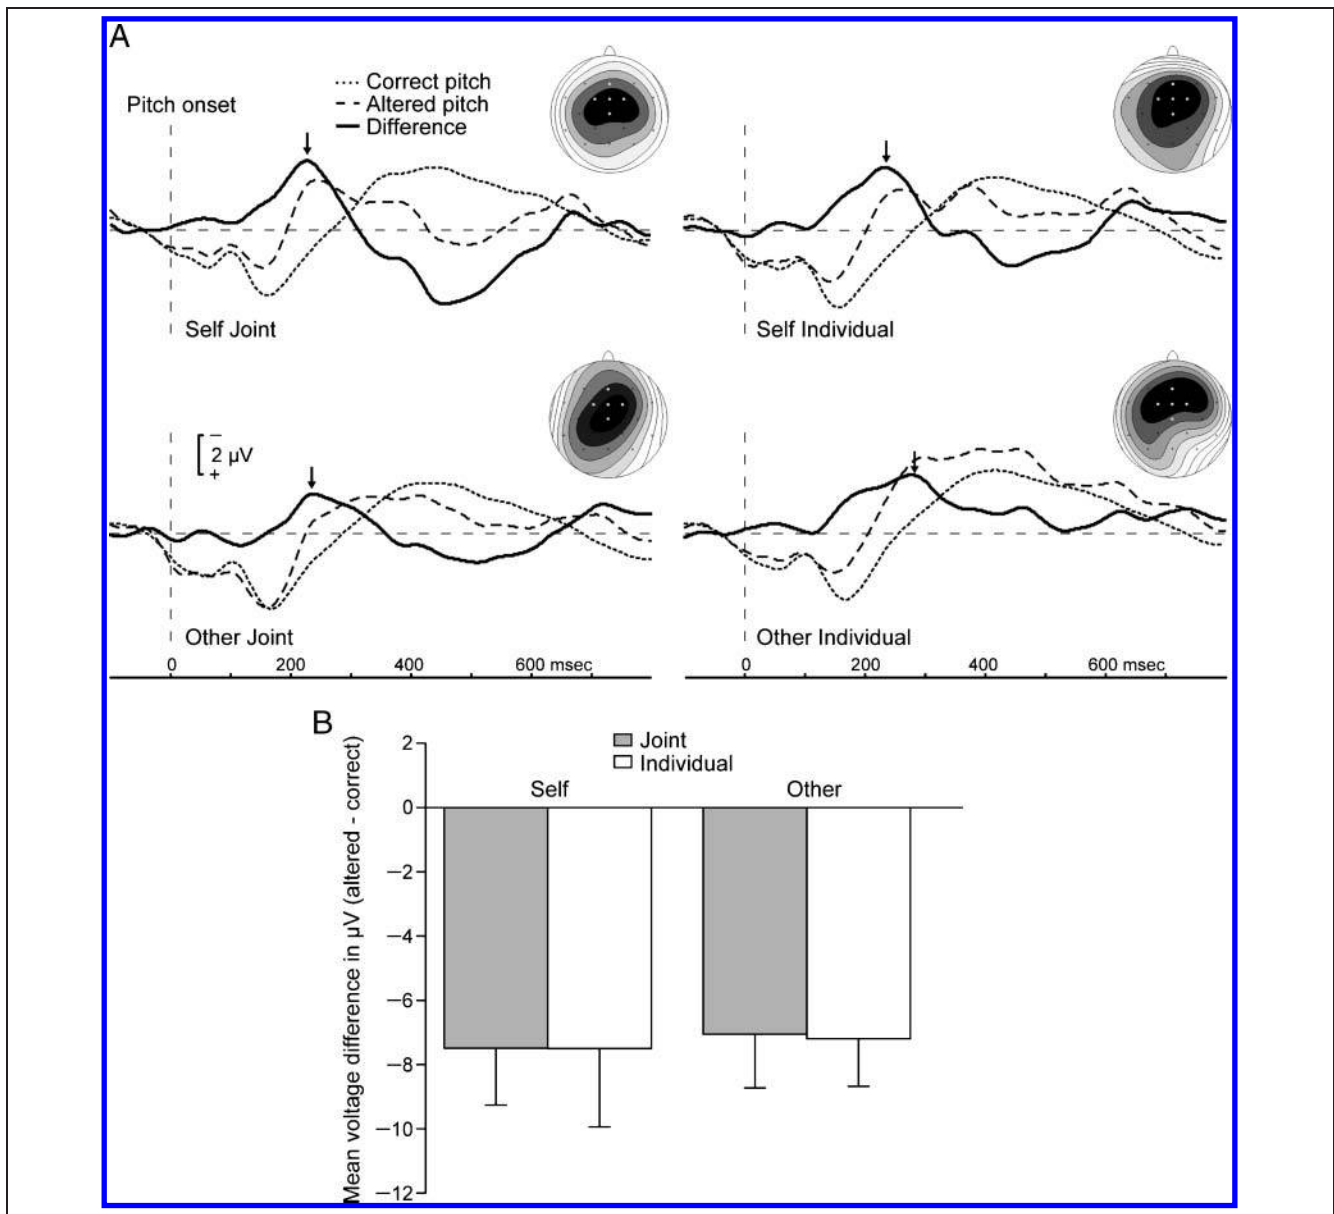 A
Correct pitch
Pitch onset
Altered pitch
Difference
Self Joint
Self Individual
−
2 µV
+
Other Joint
Other Individual
0 200 400 600 msec
0 200 400 600 msec
B
Mean voltage difference in µV (altered - correct)
Joint
Individual
Self Other
2
0
−2
−4
−6
−8
−10
−12